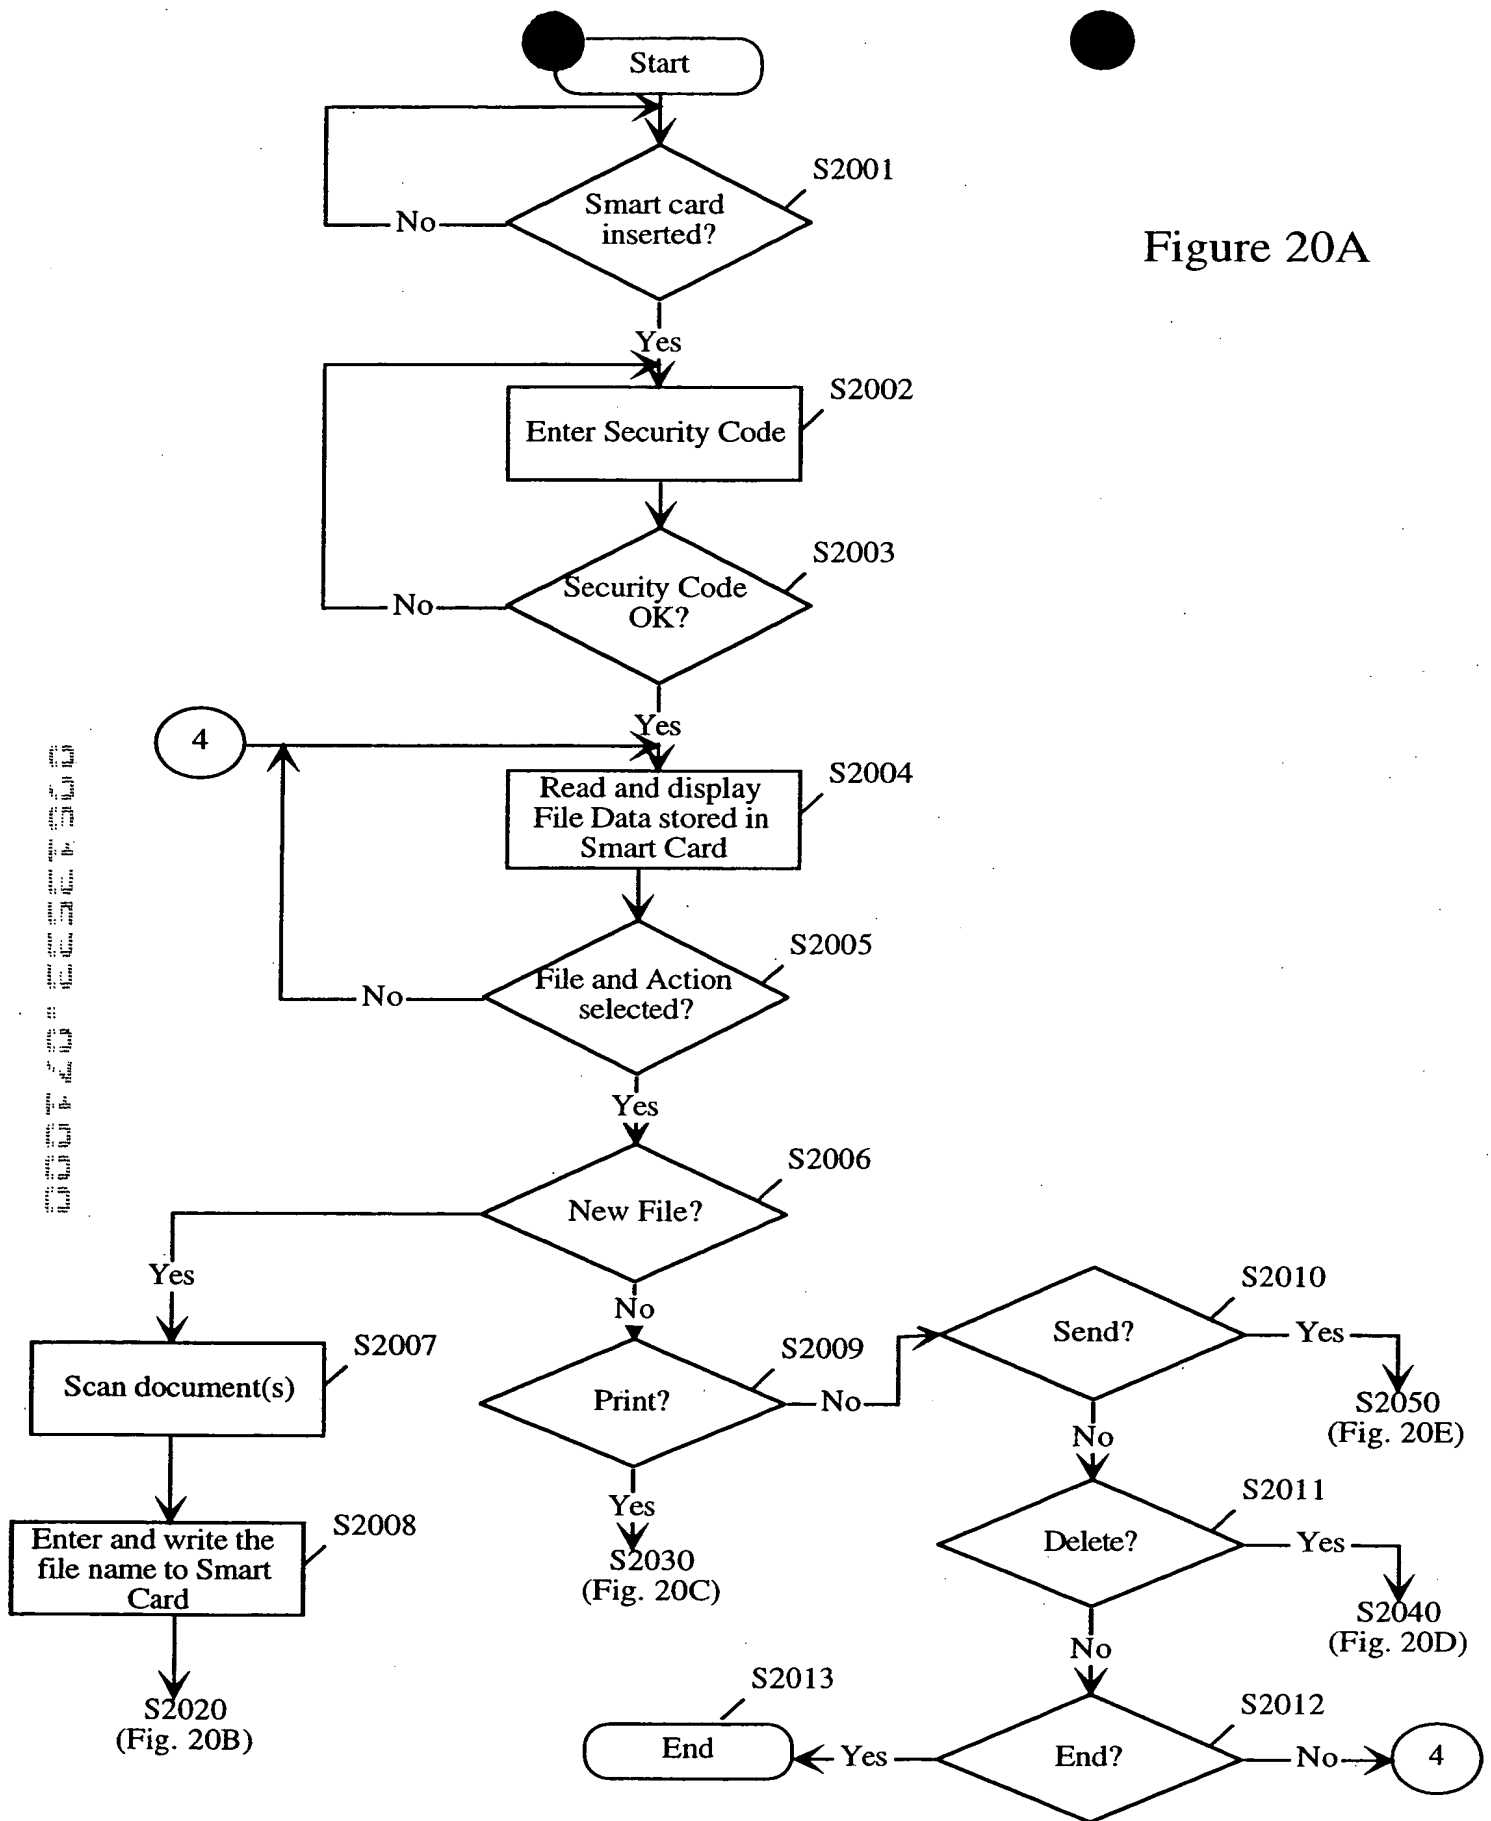 Start
S2001
Smart card
inserted?
No
Figure 20A
Yes
S2002
Enter Security Code
S2003
Security Code
OK?
No
Yes
4
S2004
Read and display
File Data stored in
Smart Card
S2005
File and Action
selected?
No
Yes
S2006
New File?
Yes
No
S2007
Scan document(s)
S2008
Enter and write the
file name to Smart
Card
S2020
(Fig. 20B)
S2009
Print?
No
Yes
S2030
(Fig. 20C)
S2010
Send?
Yes
S2050
(Fig. 20E)
No
S2011
Delete?
Yes
S2040
(Fig. 20D)
No
S2013
End
S2012
End?
Yes
No
4